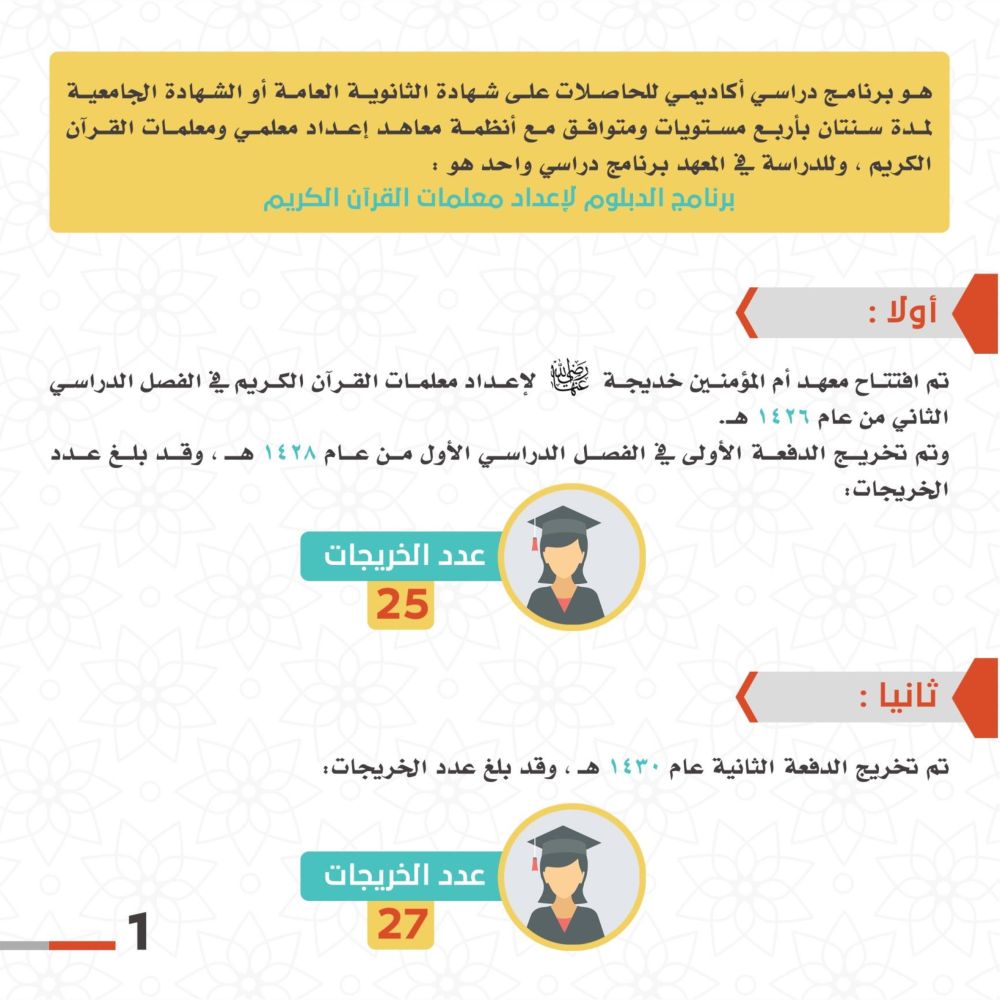 هو برنامج دراسي أكاديمي للحاصلات على شهادة الثانوية العامة أو الشهادة الجامعية
لمدة سنتان بأربع مستويات ومتوافق مع أنظمة معاهد إعداد معلمي ومعلمات القرآن
الكريم ، وللدراسة في المعهد برنامج دراسي واحد هو :
برنامج الدبلوم لإعداد معلمات القرآن الكريم
أولا :
تم افتتاح معهد أم المؤمنين خديجة رضي الله عنها لإعداد معلمات القرآن الكريم في الفصل الدراسي
الثاني من عام ١٤٢٦ هـ.
وتم تخريج الدفعة الأولى في الفصل الدراسي الأول من عام ١٤٢٨ هـ ، وقد بلغ عدد
الخريجات:
عدد الخريجات
25
ثانيا :
تم تخريج الدفعة الثانية عام ١٤٣٠ هـ ، وقد بلغ عدد الخريجات:
عدد الخريجات
27
1